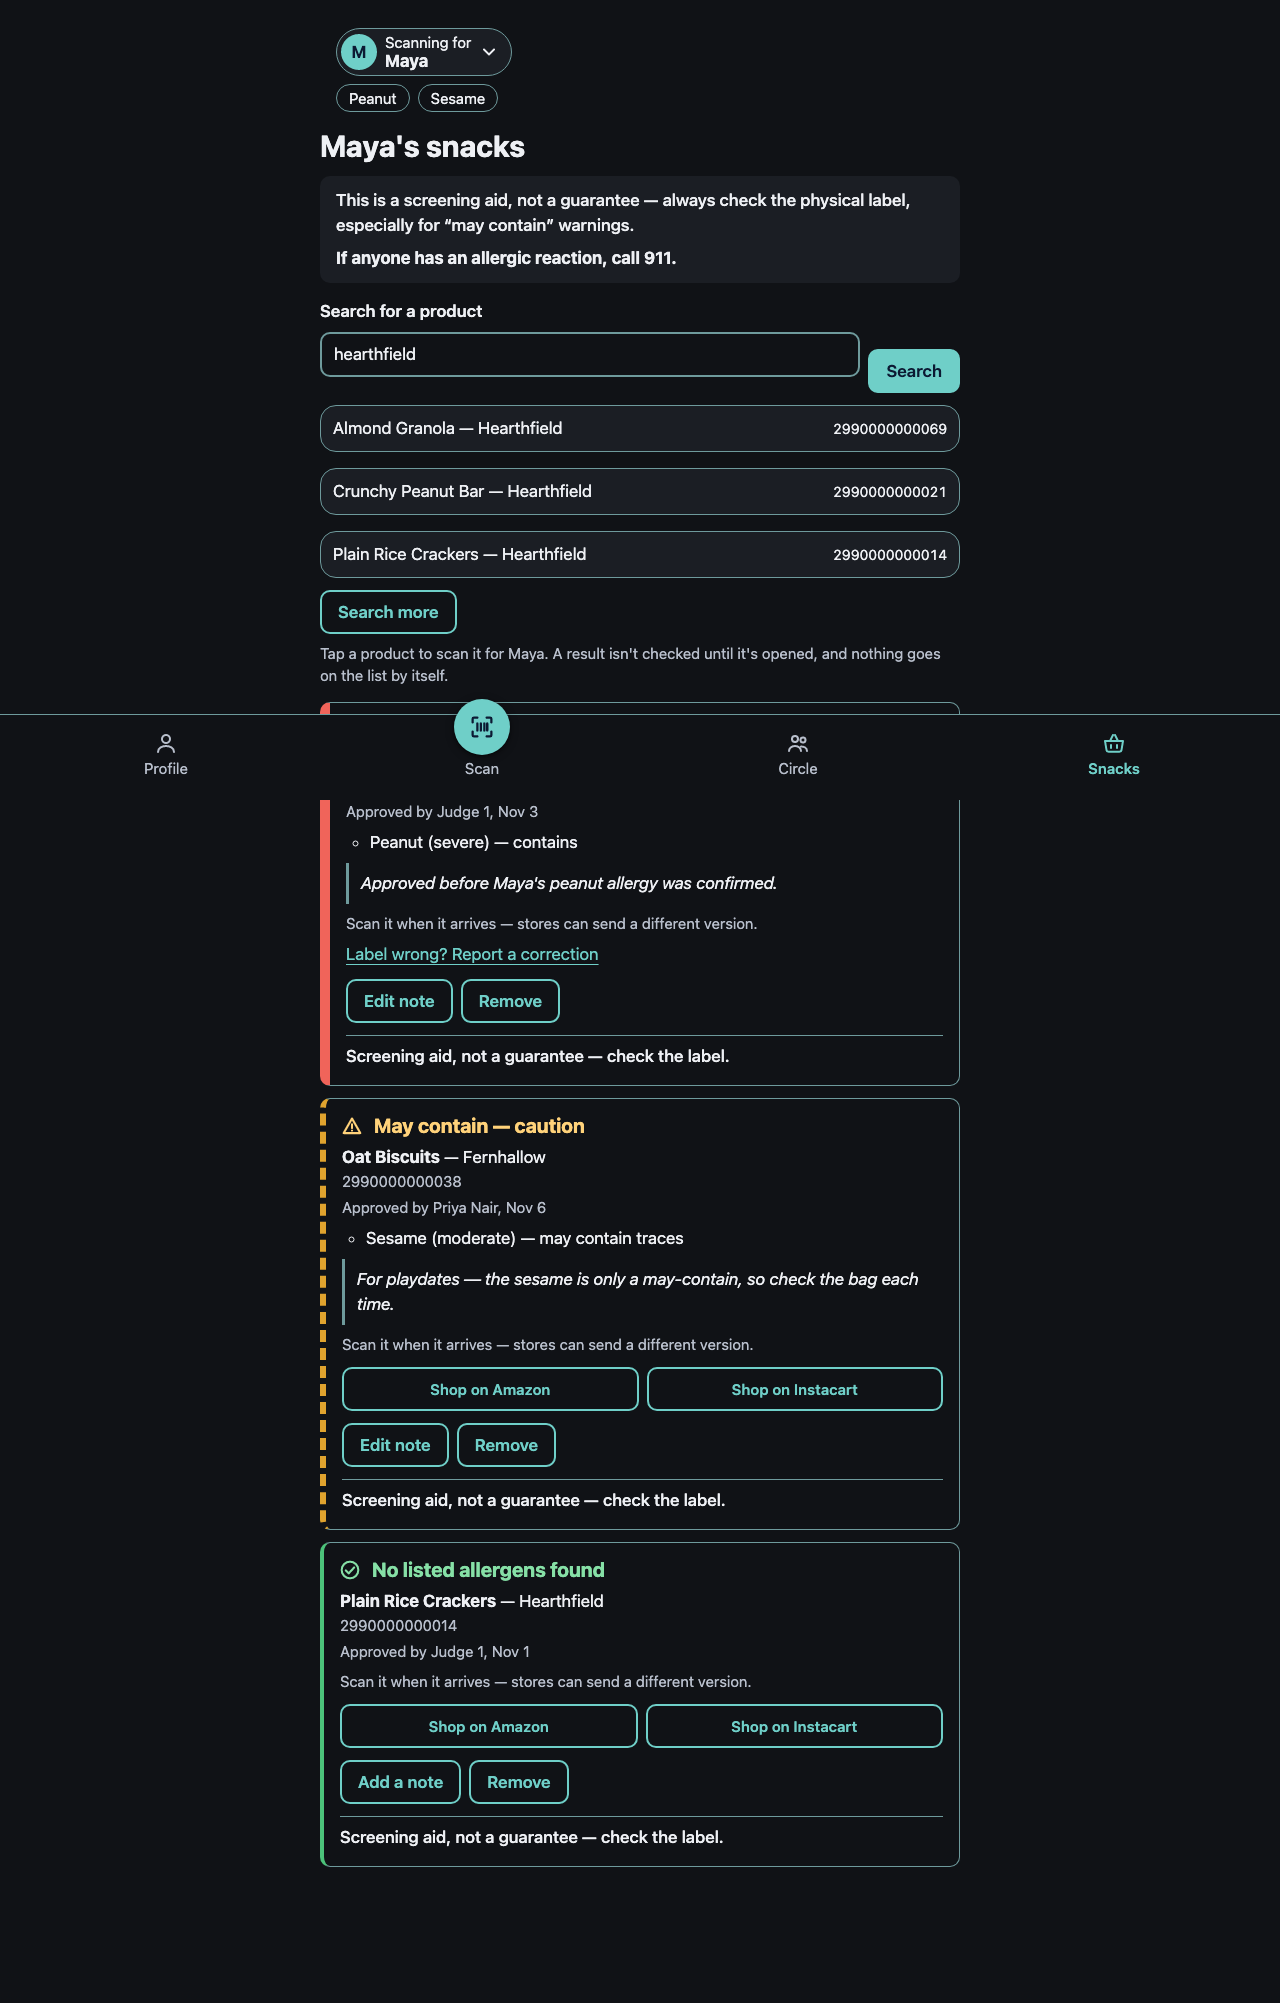 M
Scanning for
Maya
Peanut
Sesame
Maya's snacks
This is a screening aid, not a guarantee — always check the physical label,
especially for “may contain” warnings.
If anyone has an allergic reaction, call 911.
Search for a product
hearthfield
Search
Almond Granola — Hearthfield 2990000000069
Crunchy Peanut Bar — Hearthfield 2990000000021
Plain Rice Crackers — Hearthfield 2990000000014
Search more
Tap a product to scan it for Maya. A result isn't checked until it's opened, and nothing goes
on the list by itself.
Profile
Scan
Circle
Snacks
Approved by Judge 1, Nov 3
Peanut (severe) — contains
Approved before Maya's peanut allergy was confirmed.
Scan it when it arrives — stores can send a different version.
Label wrong? Report a correction
Edit note
Remove
Screening aid, not a guarantee — check the label.
May contain — caution
Oat Biscuits — Fernhallow
2990000000038
Approved by Priya Nair, Nov 6
Sesame (moderate) — may contain traces
For playdates — the sesame is only a may-contain, so check the bag each
time.
Scan it when it arrives — stores can send a different version.
Shop on Amazon
Shop on Instacart
Edit note
Remove
Screening aid, not a guarantee — check the label.
No listed allergens found
Plain Rice Crackers — Hearthfield
2990000000014
Approved by Judge 1, Nov 1
Scan it when it arrives — stores can send a different version.
Shop on Amazon
Shop on Instacart
Add a note
Remove
Screening aid, not a guarantee — check the label.